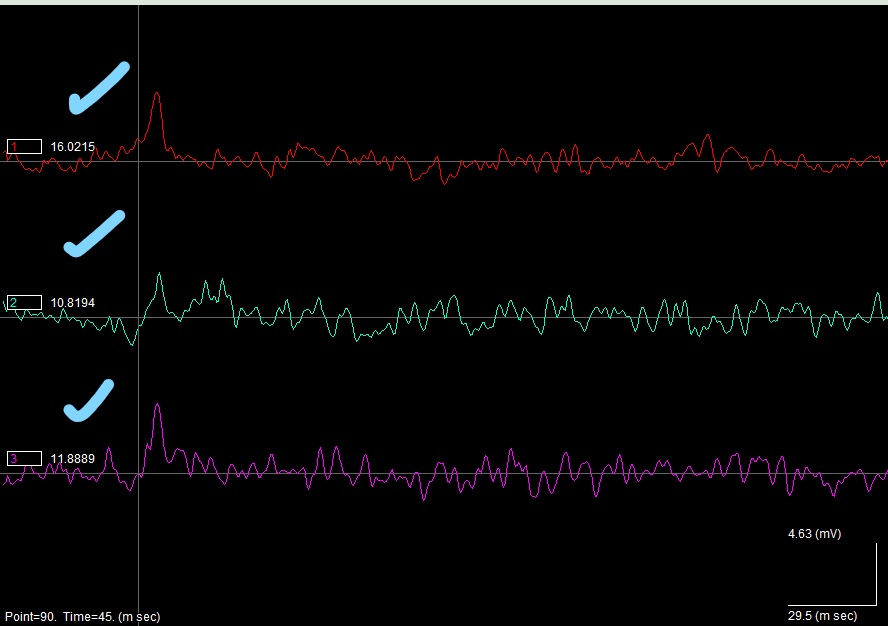 1 16.0215
2 10.8194
3 11.8889
4.63 (mV)
29.5 (m sec)
Point=90. Time=45. (m sec)